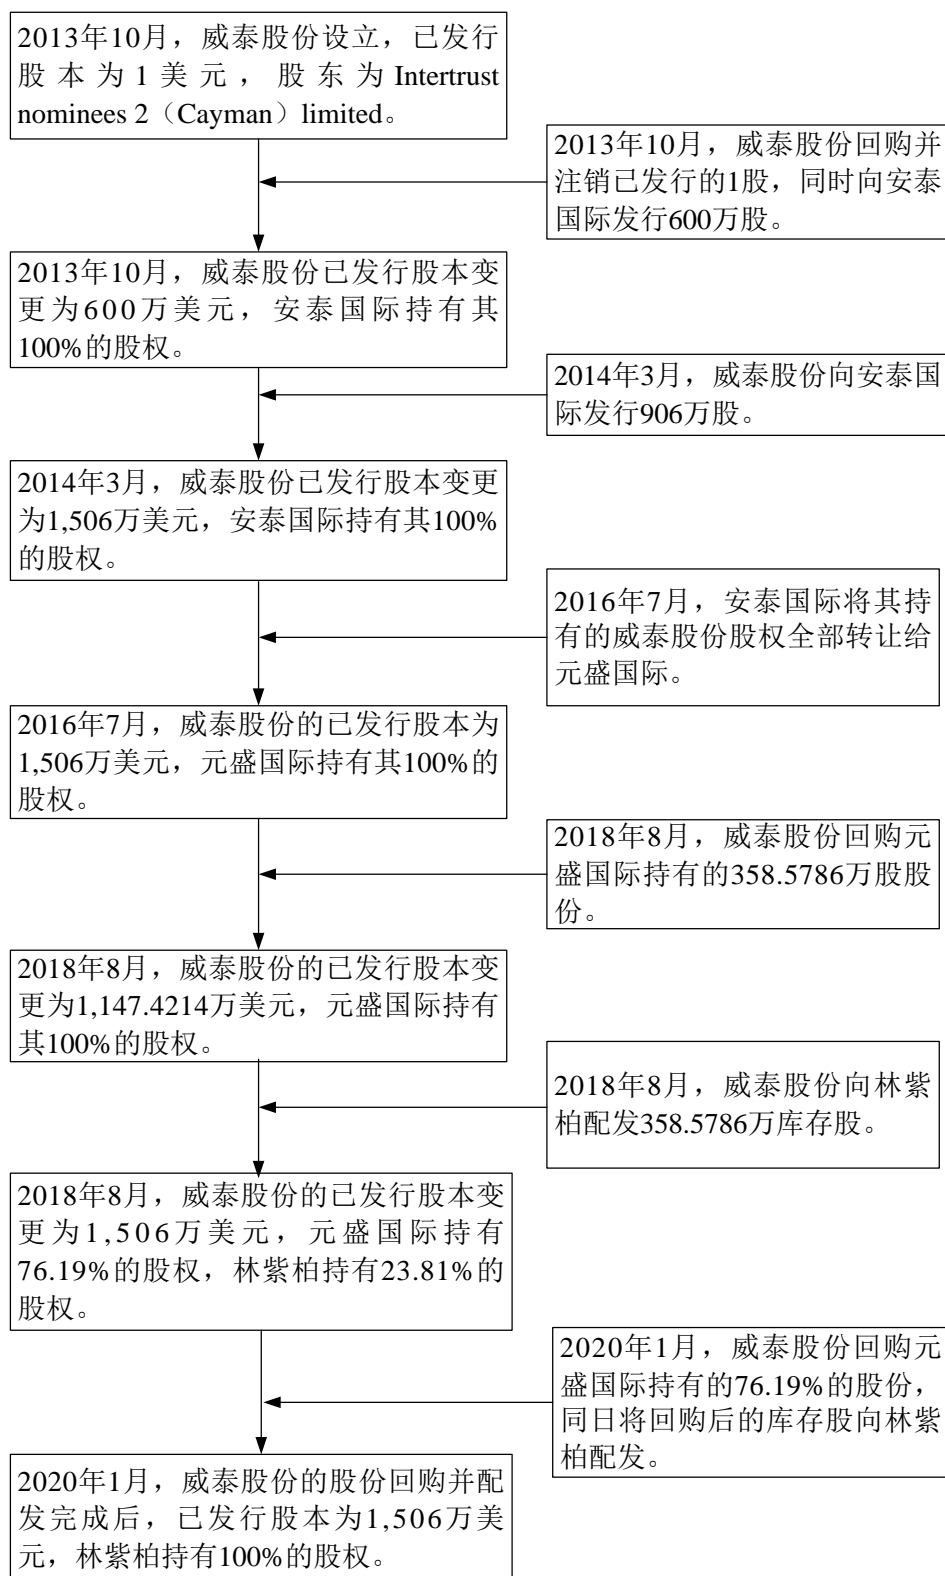 2013年10月，威泰股份设立，已发行
股本为1美元，股东为Intertrust
nominees 2（Cayman）limited。
2013年10月，威泰股份回购并
注销已发行的1股，同时向安泰
国际发行600万股。
2013年10月，威泰股份已发行股本变
更为600万美元，安泰国际持有其
100%的股权。
2014年3月，威泰股份向安泰国
际发行906万股。
2014年3月，威泰股份已发行股本变更
为1,506万美元，安泰国际持有其100%
的股权。
2016年7月，安泰国际将其持
有的威泰股份股权全部转让给
元盛国际。
2016年7月，威泰股份的已发行股本为
1,506万美元，元盛国际持有其100%的
股权。
2018年8月，威泰股份回购元
盛国际持有的358.5786万股股
份。
2018年8月，威泰股份的已发行股本变
更为1,147.4214万美元，元盛国际持有
其100%的股权。
2018年8月，威泰股份向林紫
柏配发358.5786万库存股。
2018年8月，威泰股份的已发行股本变
更为1,506万美元，元盛国际持有
76.19%的股权，林紫柏持有23.81%的
股权。
2020年1月，威泰股份回购元
盛国际持有的76.19%的股份，
同日将回购后的库存股向林紫
柏配发。
2020年1月，威泰股份的股份回购并配
发完成后，已发行股本为1,506万美
元，林紫柏持有100%的股权。